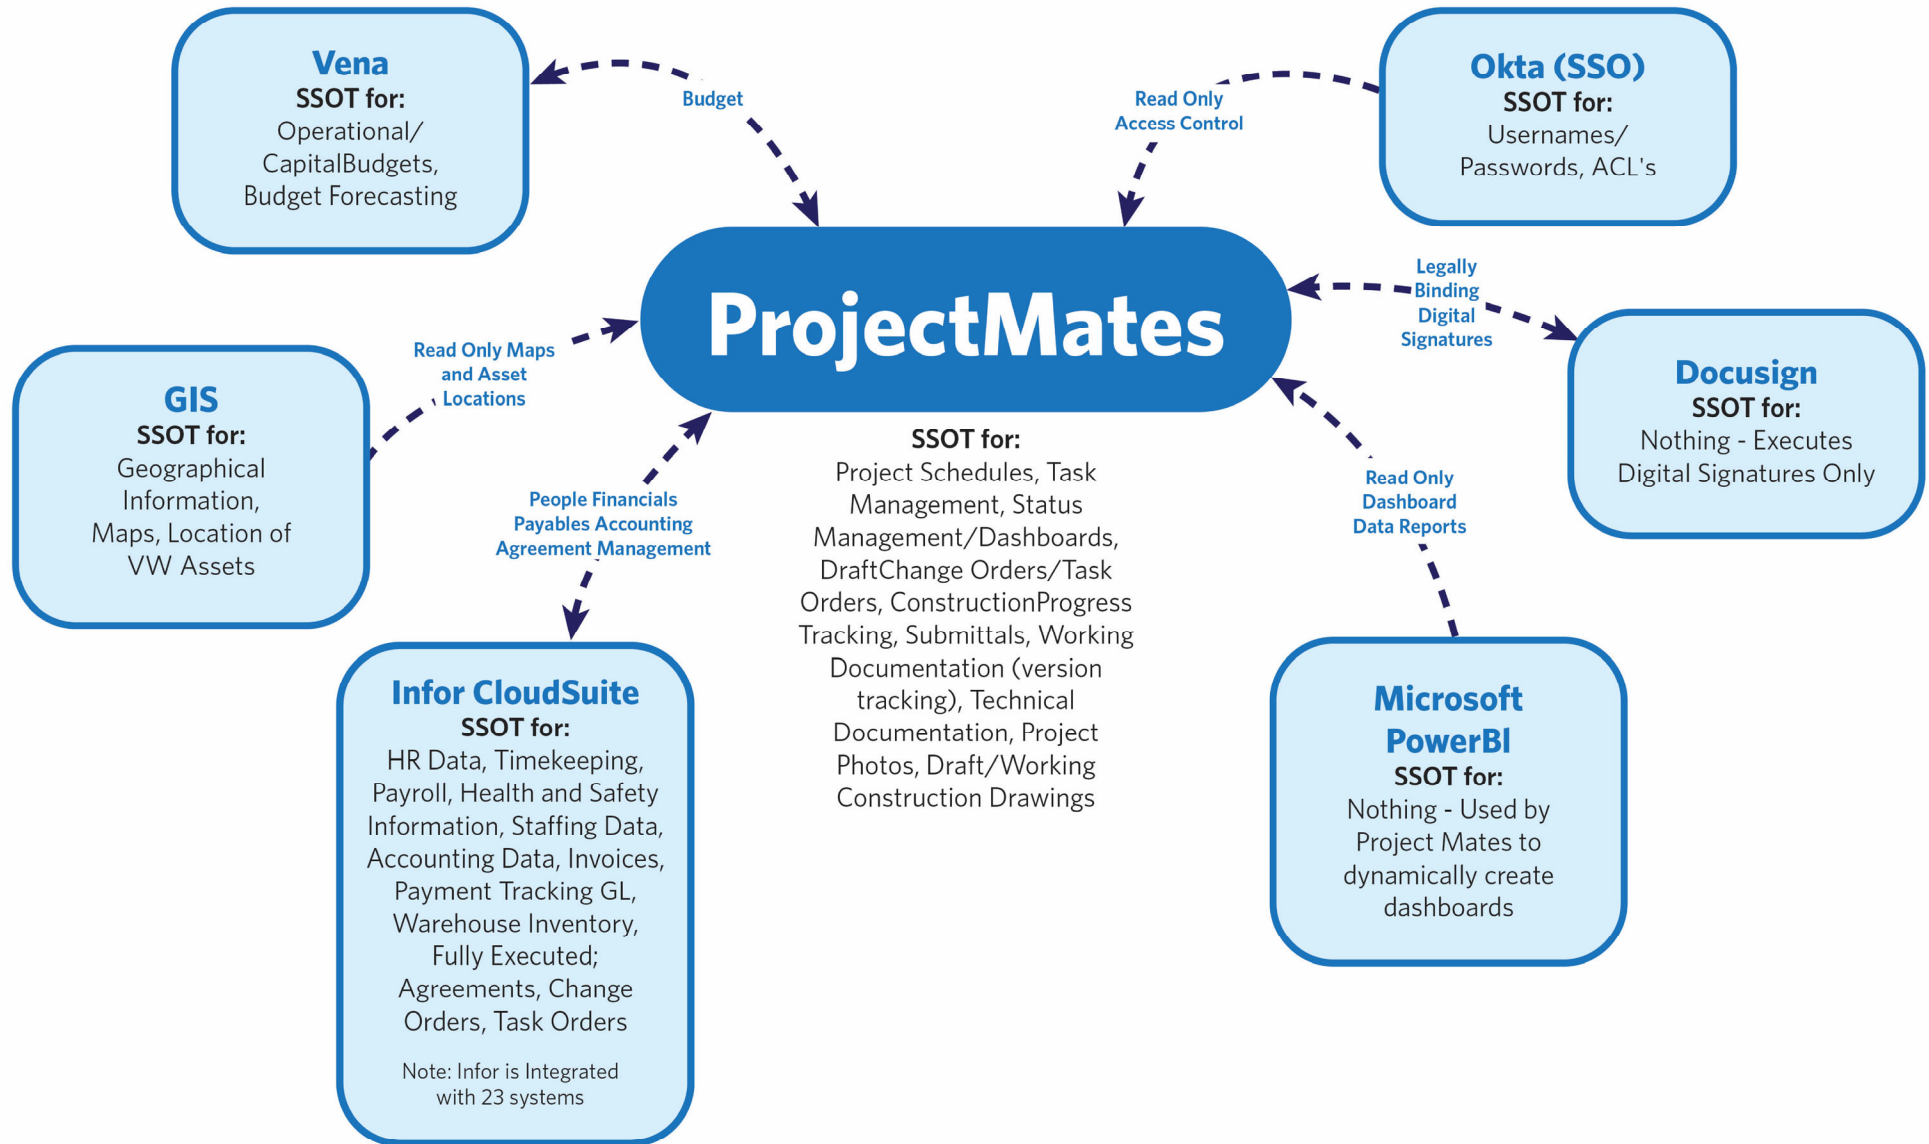 Vena
SSOT for:
Operational/
CapitalBudgets,
Budget Forecasting
Budget
Read Only
Access Control
Okta (SSO)
SSOT for:
Usernames/
Passwords, ACL's
ProjectMates
SSOT for:
Project Schedules, Task
Management, Status
Management/Dashboards,
DraftChange Orders/Task
Orders, ConstructionProgress
Tracking, Submittals, Working
Documentation (version
tracking), Technical
Documentation, Project
Photos, Draft/Working
Construction Drawings
Legally
Binding
Digital
Signatures
Docusign
SSOT for:
Nothing - Executes
Digital Signatures Only
Read Only Maps
and Asset
Locations
GIS
SSOT for:
Geographical
Information,
Maps, Location of
VW Assets
People Financials
Payables Accounting
Agreement Management
Infor CloudSuite
SSOT for:
HR Data, Timekeeping,
Payroll, Health and Safety
Information, Staffing Data,
Accounting Data, Invoices,
Payment Tracking GL,
Warehouse Inventory,
Fully Executed;
Agreements, Change
Orders, Task Orders
Note: Infor is Integrated
with 23 systems
Read Only
Dashboard
Data Reports
Microsoft
PowerBI
SSOT for:
Nothing - Used by
Project Mates to
dynamically create
dashboards